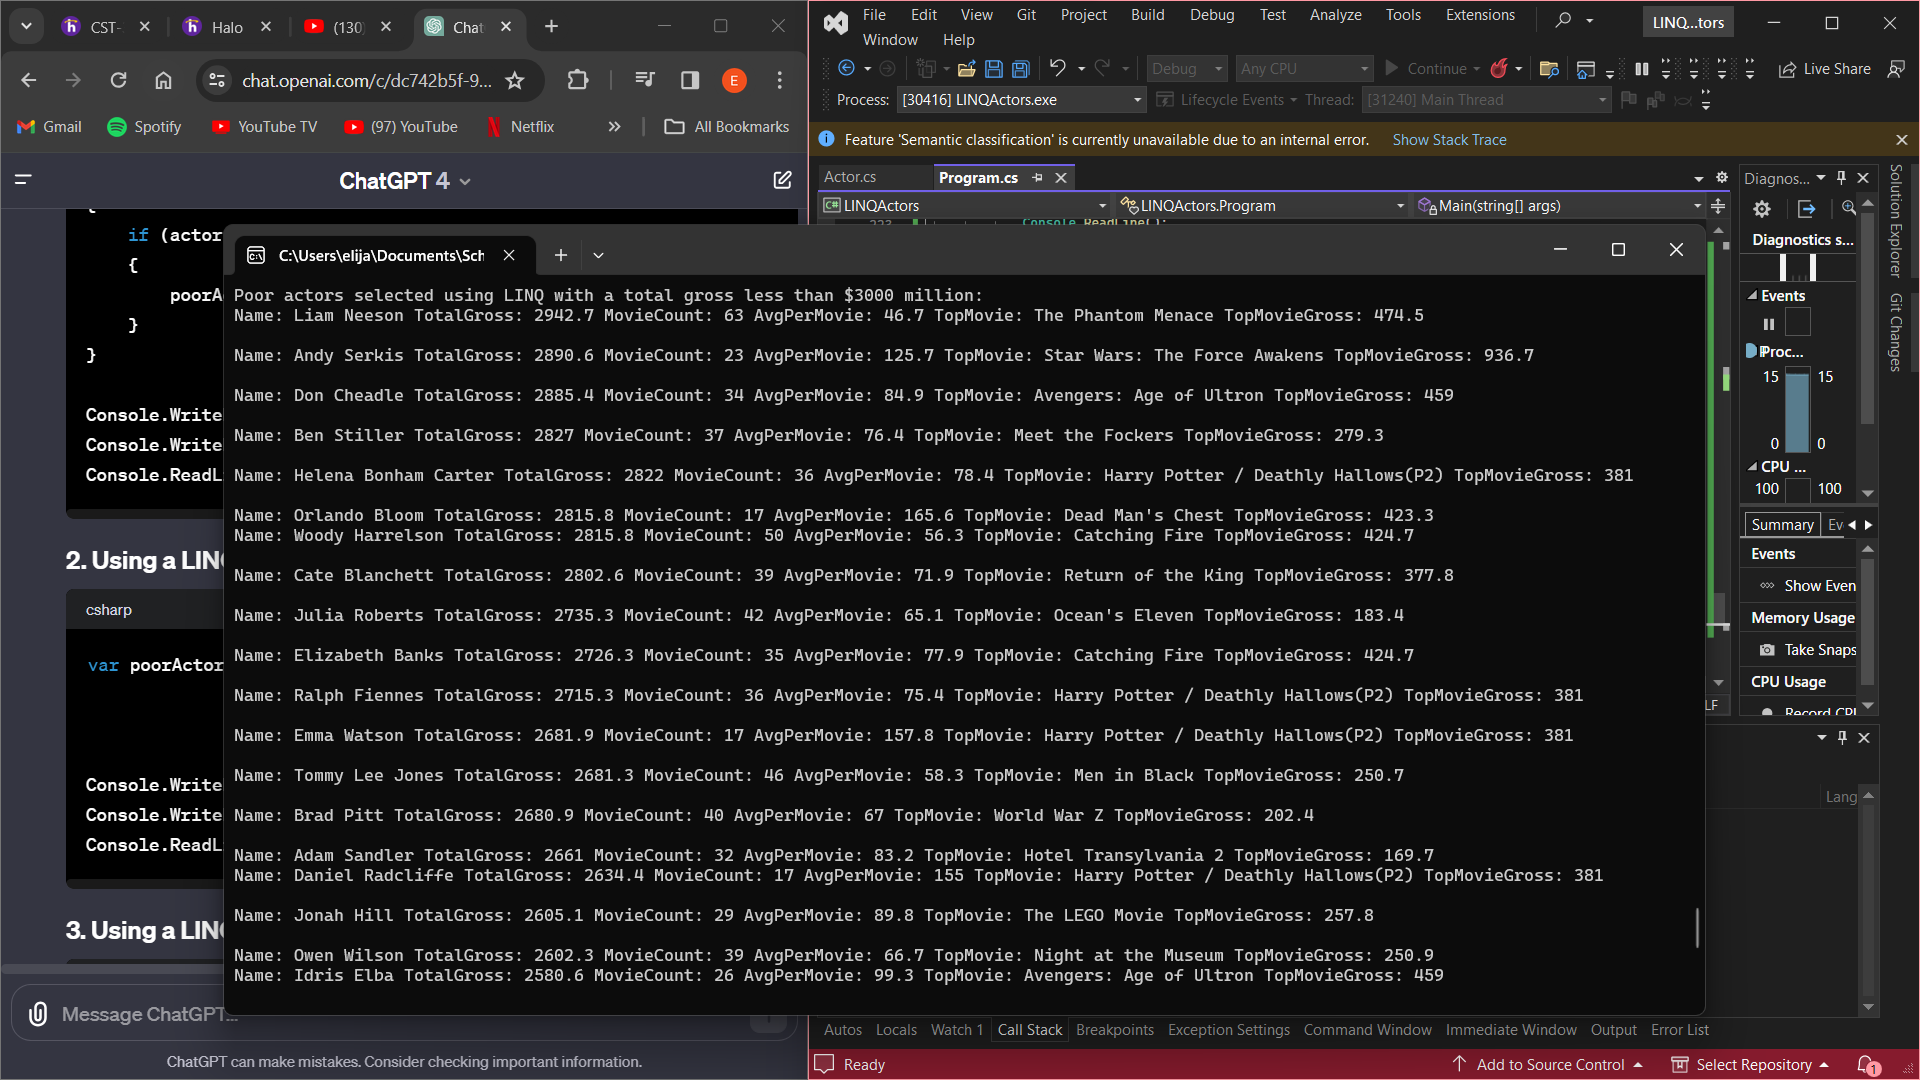 CST-
Halo
(130)
Chat
chat.openai.com/c/dc742b5f-9...
E
Gmail
Spotify
YouTube TV
(97) YouTube
Netflix
All Bookmarks
ChatGPT 4
{
if (actor
{
poorA
}
}
Console.Write
Console.Write
Console.ReadL
2. Using a LIN
csharp
var poorActor
Console.Write
Console.Write
Console.ReadL
3. Using a LIN
Message ChatGPT...
ChatGPT can make mistakes. Consider checking important information.
File Edit View Git Project Build Debug Test Analyze Tools Extensions
Window Help
LINQ...tors
Debug Any CPU Continue Live Share
Process: [30416] LINQActors.exe Lifecycle Events Thread: [31240] Main Thread
Feature 'Semantic classification' is currently unavailable due to an internal error. Show Stack Trace
Actor.cs Program.cs
C# LINQActors LINQActors.Program Main(string[] args)
223 Console.ReadLine();
C:\Users\elija\Documents\Sch
Poor actors selected using LINQ with a total gross less than $3000 million:
Name: Liam Neeson TotalGross: 2942.7 MovieCount: 63 AvgPerMovie: 46.7 TopMovie: The Phantom Menace TopMovieGross: 474.5
Name: Andy Serkis TotalGross: 2890.6 MovieCount: 23 AvgPerMovie: 125.7 TopMovie: Star Wars: The Force Awakens TopMovieGross: 936.7
Name: Don Cheadle TotalGross: 2885.4 MovieCount: 34 AvgPerMovie: 84.9 TopMovie: Avengers: Age of Ultron TopMovieGross: 459
Name: Ben Stiller TotalGross: 2827 MovieCount: 37 AvgPerMovie: 76.4 TopMovie: Meet the Fockers TopMovieGross: 279.3
Name: Helena Bonham Carter TotalGross: 2822 MovieCount: 36 AvgPerMovie: 78.4 TopMovie: Harry Potter / Deathly Hallows(P2) TopMovieGross: 381
Name: Orlando Bloom TotalGross: 2815.8 MovieCount: 17 AvgPerMovie: 165.6 TopMovie: Dead Man's Chest TopMovieGross: 423.3
Name: Woody Harrelson TotalGross: 2815.8 MovieCount: 50 AvgPerMovie: 56.3 TopMovie: Catching Fire TopMovieGross: 424.7
Name: Cate Blanchett TotalGross: 2802.6 MovieCount: 39 AvgPerMovie: 71.9 TopMovie: Return of the King TopMovieGross: 377.8
Name: Julia Roberts TotalGross: 2735.3 MovieCount: 42 AvgPerMovie: 65.1 TopMovie: Ocean's Eleven TopMovieGross: 183.4
Name: Elizabeth Banks TotalGross: 2726.3 MovieCount: 35 AvgPerMovie: 77.9 TopMovie: Catching Fire TopMovieGross: 424.7
Name: Ralph Fiennes TotalGross: 2715.3 MovieCount: 36 AvgPerMovie: 75.4 TopMovie: Harry Potter / Deathly Hallows(P2) TopMovieGross: 381
Name: Emma Watson TotalGross: 2681.9 MovieCount: 17 AvgPerMovie: 157.8 TopMovie: Harry Potter / Deathly Hallows(P2) TopMovieGross: 381
Name: Tommy Lee Jones TotalGross: 2681.3 MovieCount: 46 AvgPerMovie: 58.3 TopMovie: Men in Black TopMovieGross: 250.7
Name: Brad Pitt TotalGross: 2680.9 MovieCount: 40 AvgPerMovie: 67 TopMovie: World War Z TopMovieGross: 202.4
Name: Adam Sandler TotalGross: 2661 MovieCount: 32 AvgPerMovie: 83.2 TopMovie: Hotel Transylvania 2 TopMovieGross: 169.7
Name: Daniel Radcliffe TotalGross: 2634.4 MovieCount: 17 AvgPerMovie: 155 TopMovie: Harry Potter / Deathly Hallows(P2) TopMovieGross: 381
Name: Jonah Hill TotalGross: 2605.1 MovieCount: 29 AvgPerMovie: 89.8 TopMovie: The LEGO Movie TopMovieGross: 257.8
Name: Owen Wilson TotalGross: 2602.3 MovieCount: 39 AvgPerMovie: 66.7 TopMovie: Night at the Museum TopMovieGross: 250.9
Name: Idris Elba TotalGross: 2580.6 MovieCount: 26 AvgPerMovie: 99.3 TopMovie: Avengers: Age of Ultron TopMovieGross: 459
Diagnos...
Diagnostics s...
Events
Proc...
15 15
0 0
CPU ...
100 100
Summary Ev
Events
Show Even
Memory Usage
Take Snaps
CPU Usage
Record CPU
LF
Lang
Solution Explorer
Git Changes
Autos Locals Watch 1 Call Stack Breakpoints Exception Settings Command Window Immediate Window Output Error List
Ready
Add to Source Control
Select Repository
1